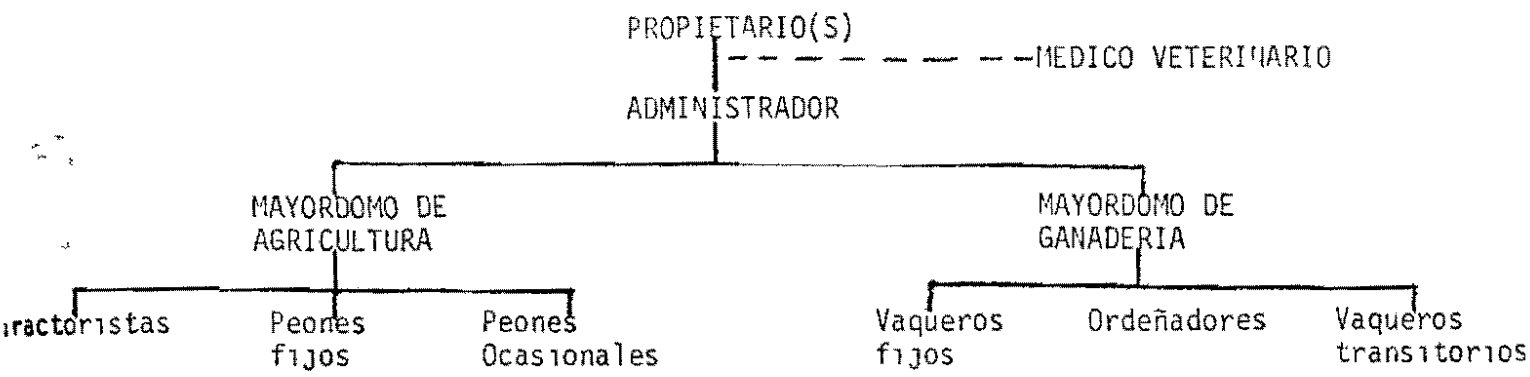 PROPIETARIO(S)
MEDICO VETERINARIO
ADMINISTRADOR
MAYORDOMO DE
AGRICULTURA
MAYORDOMO DE
GANADERIA
Tractoristas
Peones
fijos
Peones
Ocasionales
Vaqueros
fijos
Ordeñadores
Vaqueros
transitorios